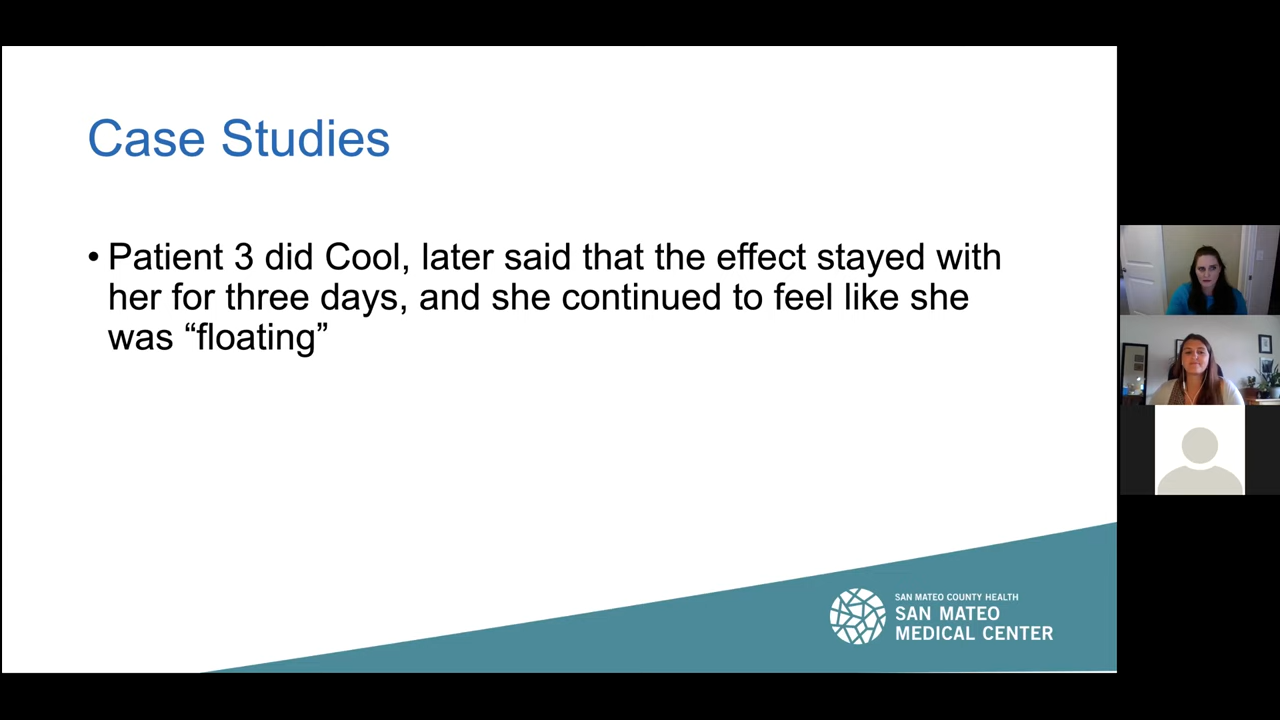 Case Studies
• Patient 3 did Cool, later said that the effect stayed with
her for three days, and she continued to feel like she
was “floating”
SAN MATEO COUNTY HEALTH
SAN MATEO
MEDICAL CENTER